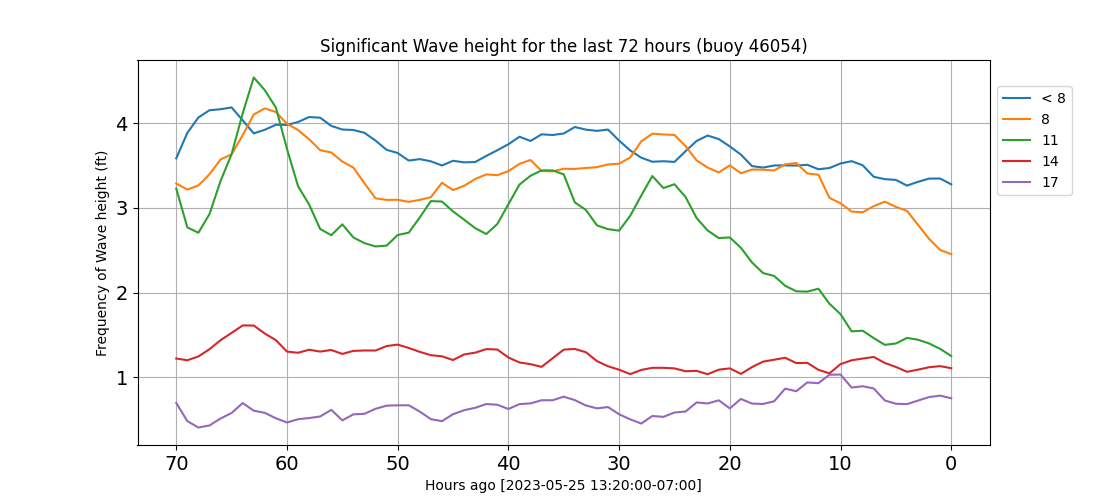 Significant Wave height for the last 72 hours (buoy 46054)
Frequency of Wave height (ft)
4
3
2
1
70 60 50 40 30 20 10 0
Hours ago [2023-05-25 13:20:00-07:00]
< 8
8
11
14
17